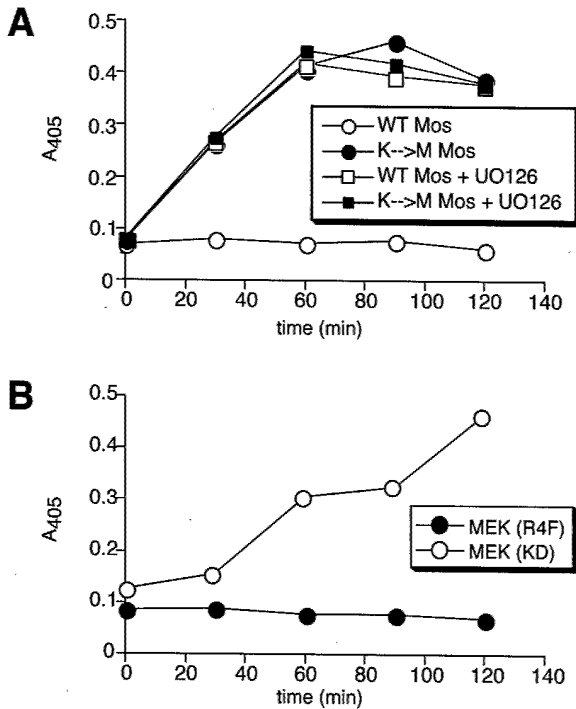 A
0.5
0.4
0.3
0.2
0.1
0
A405
WT Mos
K-->M Mos
WT Mos + UO126
K-->M Mos + UO126
0 20 40 60 80 100 120 140
time (min)
B
0.5
0.4
0.3
0.2
0.1
0
A405
MEK (R4F)
MEK (KD)
0 20 40 60 80 100 120 140
time (min)